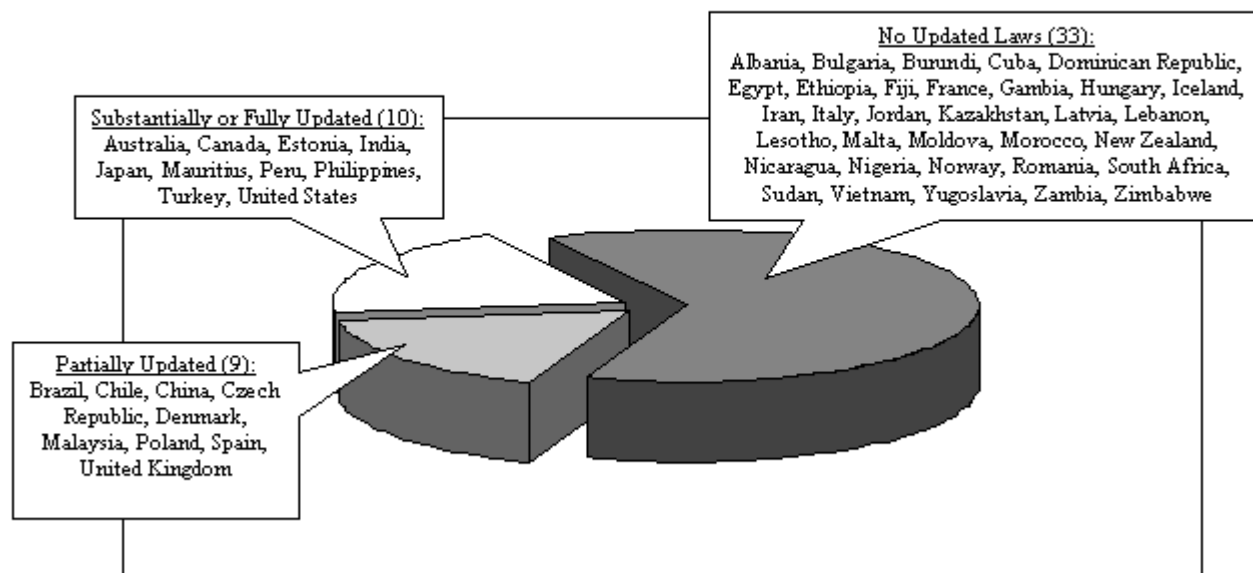 No Updated Laws (33):
Albania, Bulgaria, Burundi, Cuba, Dominican Republic,
Egypt, Ethiopia, Fiji, France, Gambia, Hungary, Iceland,
Iran, Italy, Jordan, Kazakhstan, Latvia, Lebanon,
Lesotho, Malta, Moldova, Morocco, New Zealand,
Nicaragua, Nigeria, Norway, Romania, South Africa,
Sudan, Vietnam, Yugoslavia, Zambia, Zimbabwe
Substantially or Fully Updated (10):
Australia, Canada, Estonia, India,
Japan, Mauritius, Peru, Philippines,
Turkey, United States
Partially Updated (9):
Brazil, Chile, China, Czech
Republic, Denmark,
Malaysia, Poland, Spain,
United Kingdom